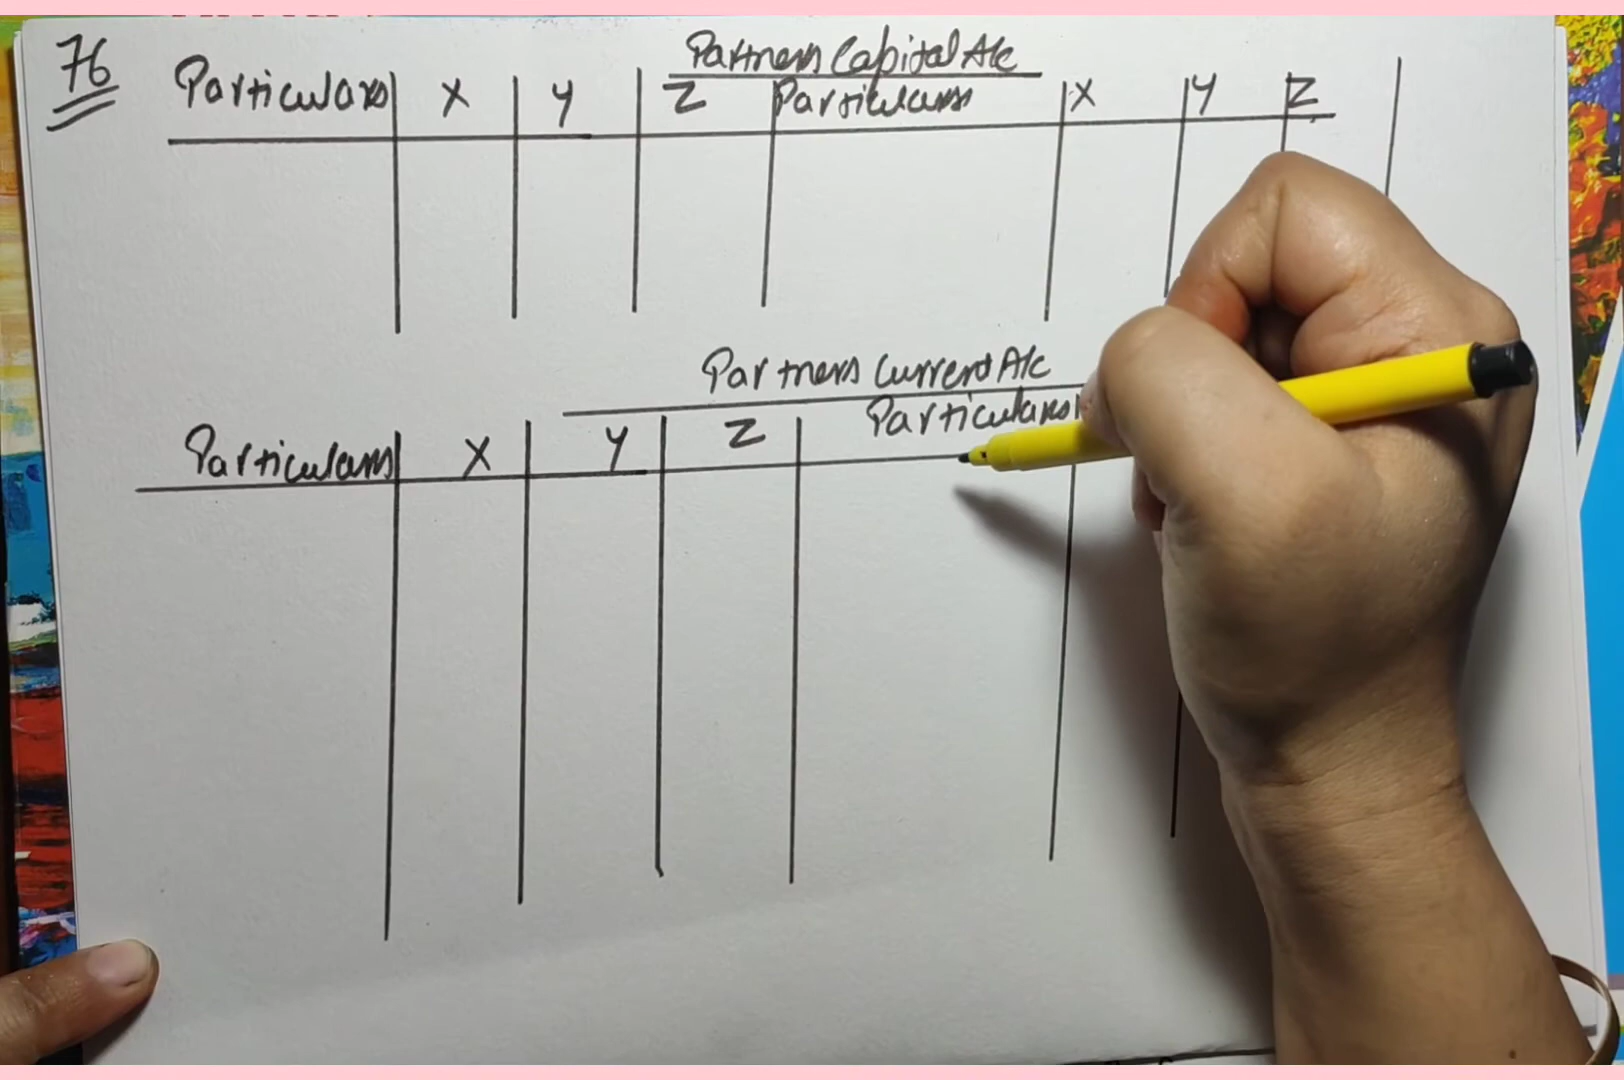 76
Partners Capital A/c
Particulars X Y Z Particulars X Y Z
Partners Current A/c
Particulars X Y Z Particulars